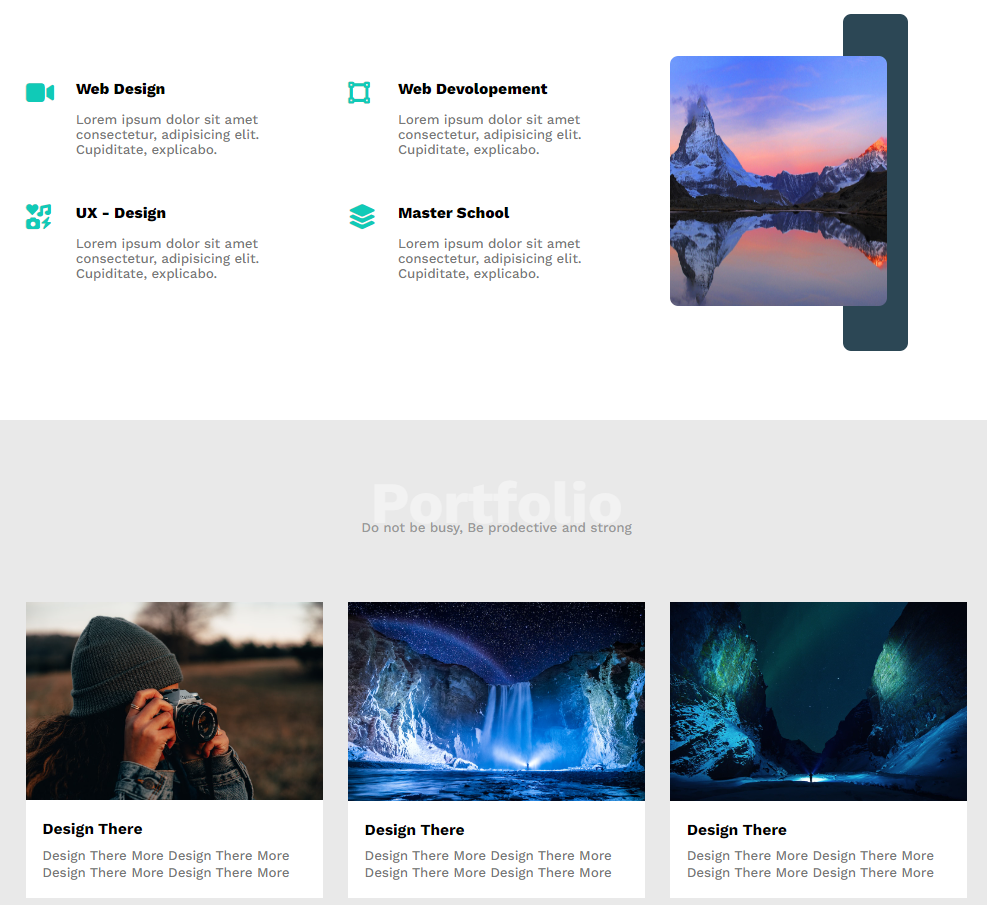 Web Design
Lorem ipsum dolor sit amet
consectetur, adipisicing elit.
Cupiditate, explicabo.
Web Devolopement
Lorem ipsum dolor sit amet
consectetur, adipisicing elit.
Cupiditate, explicabo.
UX - Design
Lorem ipsum dolor sit amet
consectetur, adipisicing elit.
Cupiditate, explicabo.
Master School
Lorem ipsum dolor sit amet
consectetur, adipisicing elit.
Cupiditate, explicabo.
Portfolio
Do not be busy, Be prodective and strong
Design There
Design There More Design There More
Design There More Design There More
Design There
Design There More Design There More
Design There More Design There More
Design There
Design There More Design There More
Design There More Design There More